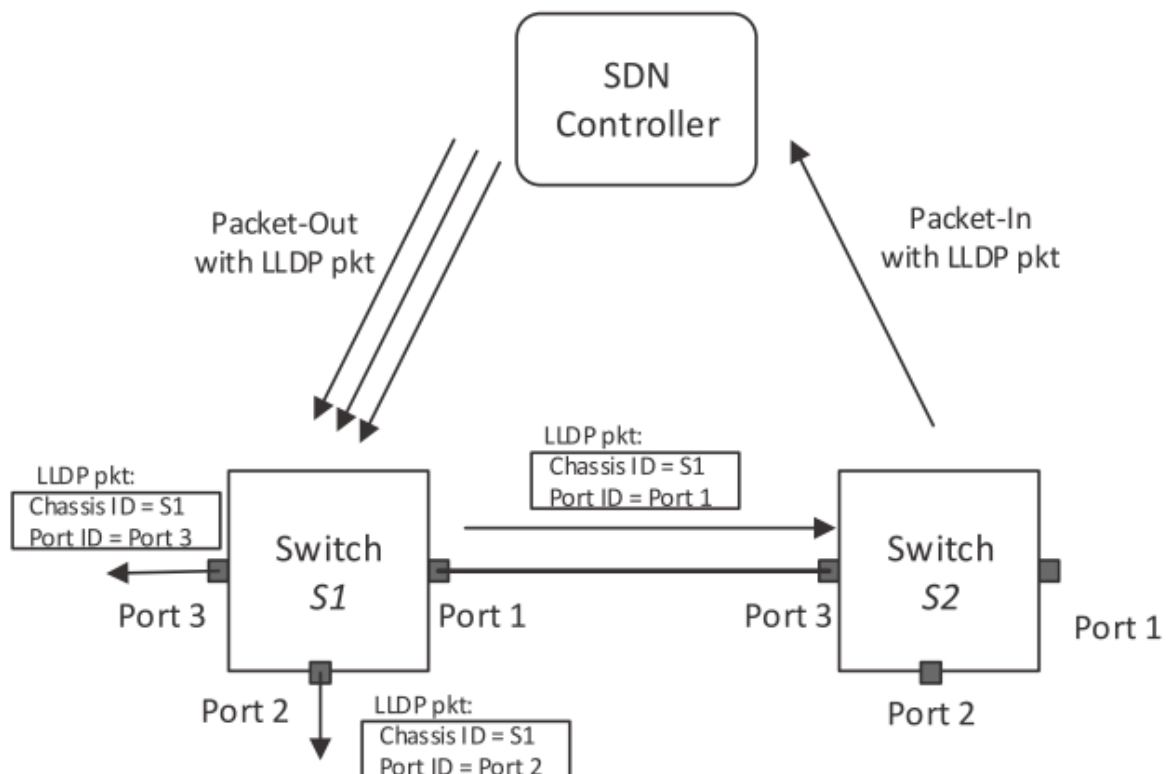 SDN
Controller
Packet-Out
with LLDP pkt
Packet-In
with LLDP pkt
LLDP pkt:
Chassis ID = S1
Port ID = Port 1
LLDP pkt:
Chassis ID = S1
Port ID = Port 3
Switch
S1
Switch
S2
Port 3
Port 1
Port 3
Port 1
Port 2
Port 2
LLDP pkt:
Chassis ID = S1
Port ID = Port 2